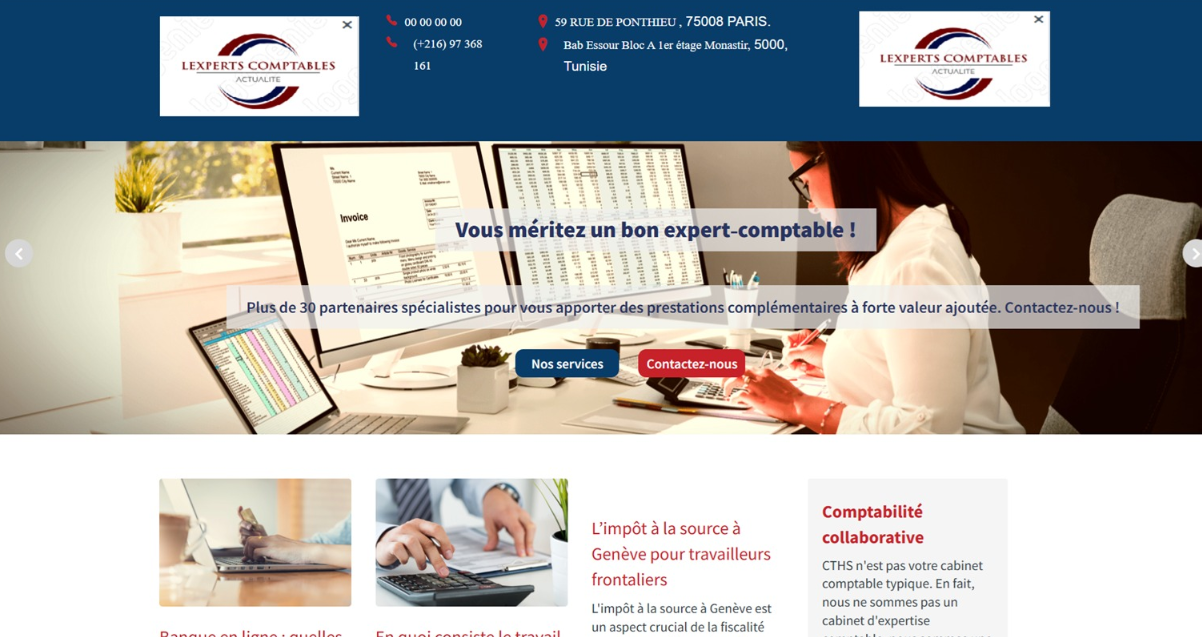 LEXPERTS COMPTABLES
ACTUALITE
00 00 00 00
(+216) 97 368
161
59 RUE DE PONTHIEU , 75008 PARIS.
Bab Essour Bloc A 1er étage Monastir, 5000,
Tunisie
LEXPERTS COMPTABLES
ACTUALITE
Invoice
Vous méritez un bon expert-comptable !
Plus de 30 partenaires spécialistes pour vous apporter des prestations complémentaires à forte valeur ajoutée. Contactez-nous !
Nos services
Contactez-nous
Banque en ligne : quelles
En quoi consiste le travail
L'impôt à la source à
Genève pour travailleurs
frontaliers
L'impôt à la source à Genève est
un aspect crucial de la fiscalité
Comptabilité
collaborative
CTHS n'est pas votre cabinet
comptable typique. En fait,
nous ne sommes pas un
cabinet d'expertise